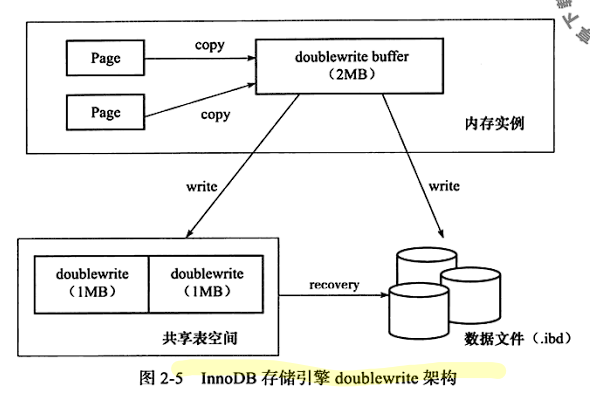 Page
copy
doublewrite buffer
（2MB）
Page
copy
内存实例
write
write
doublewrite
（1MB）
doublewrite
（1MB）
recovery
共享表空间
数据文件（.ibd）
图 2-5 InnoDB 存储引擎 doublewrite 架构